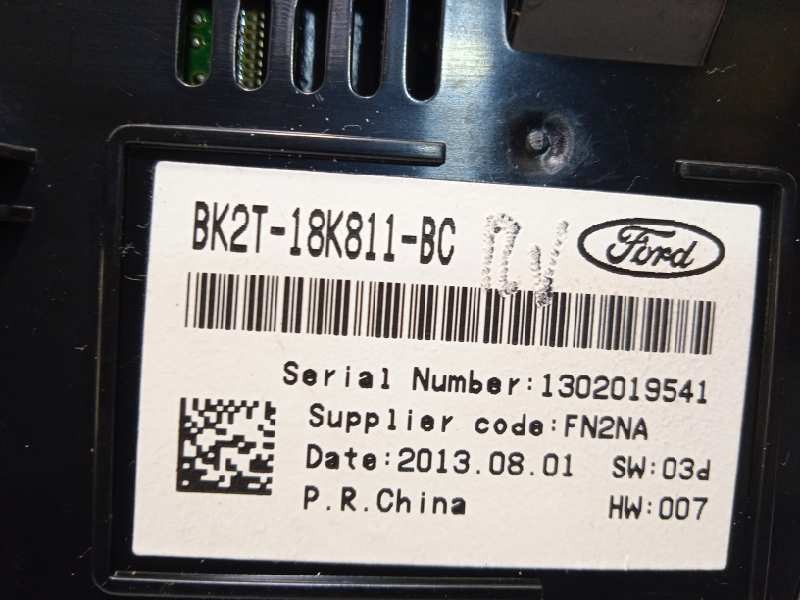 BK2T-18K811-BC
Ford
Serial Number:1302019541
Supplier code:FN2NA
Date:2013.08.01 SW:03d
P.R.China HW:007